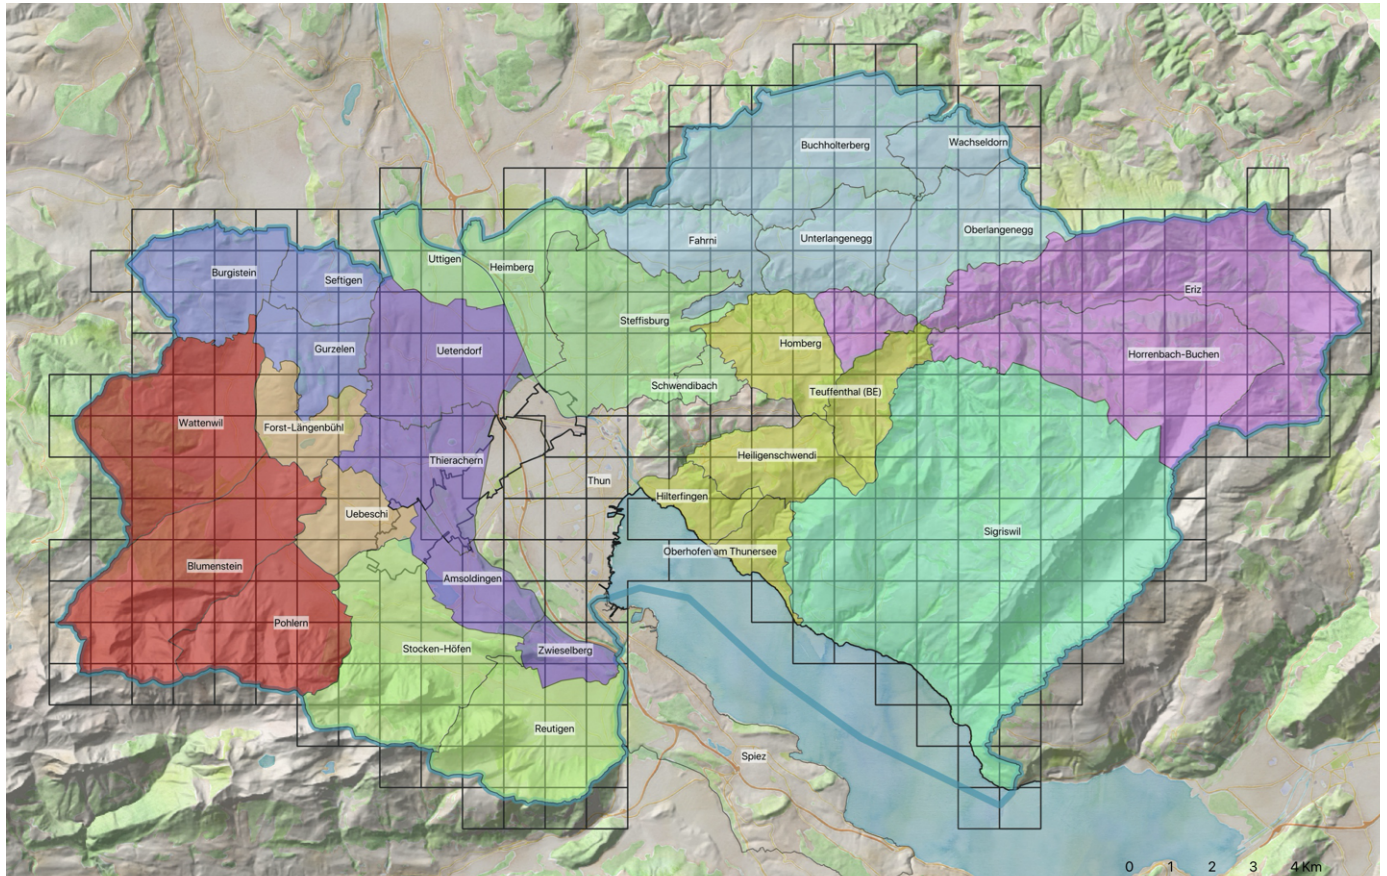 Buchholterberg
Wachseldorn
Oberlangenegg
Fahrni
Unterlangenegg
Uttigen
Heimberg
Burgistein
Seftigen
Eriz
Steffisburg
Homberg
Gurzelen
Uetendorf
Horrenbach-Buchen
Schwendibach
Teuffenthal (BE)
Wattenwil
Forst-Längenbühl
Thierachern
Heiligenschwendi
Thun
Hilterfingen
Uebeschi
Sigriswil
Oberhofen am Thunersee
Blumenstein
Amsoldingen
Pohlern
Stocken-Höfen
Zwieselberg
Reutigen
Spiez
0 1 2 3 4 Km